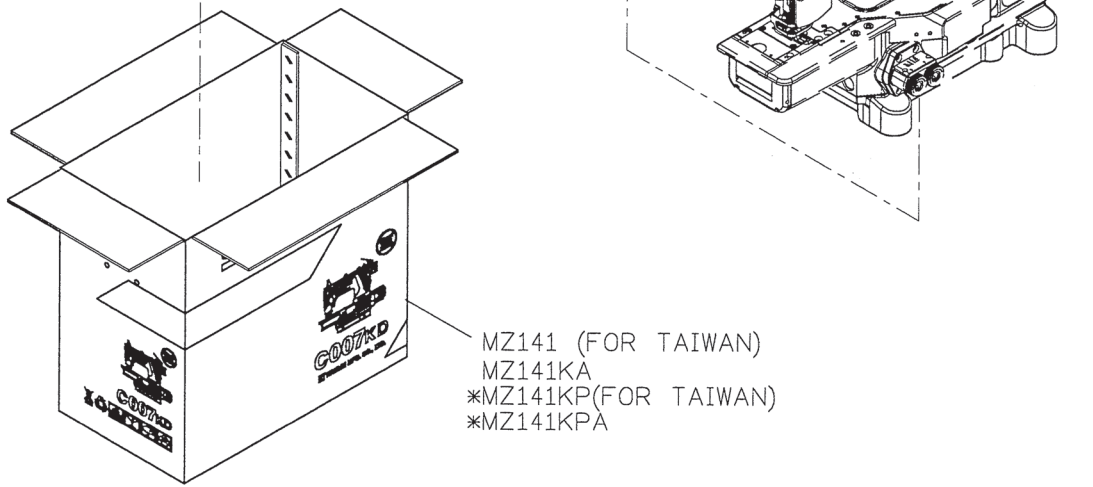 C007KD
MZ141 (FOR TAIWAN)
MZ141KA
*MZ141KP(FOR TAIWAN)
*MZ141KPA
C007KD